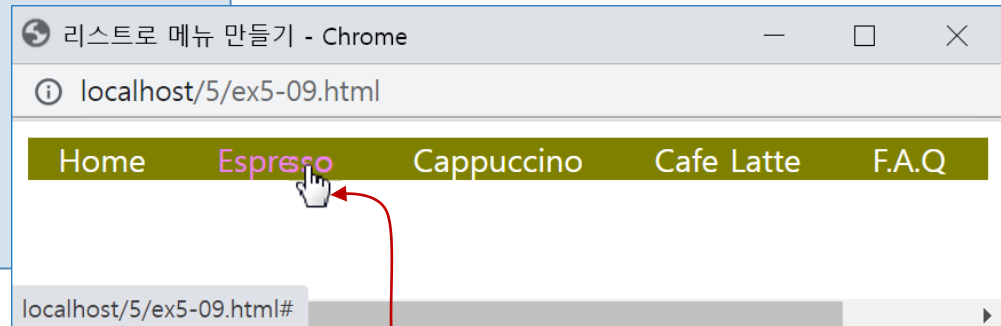 리스트로 메뉴 만들기 - Chrome
localhost/5/ex5-09.html
Home Espresso Cappuccino Cafe Latte F.A.Q
localhost/5/ex5-09.html#